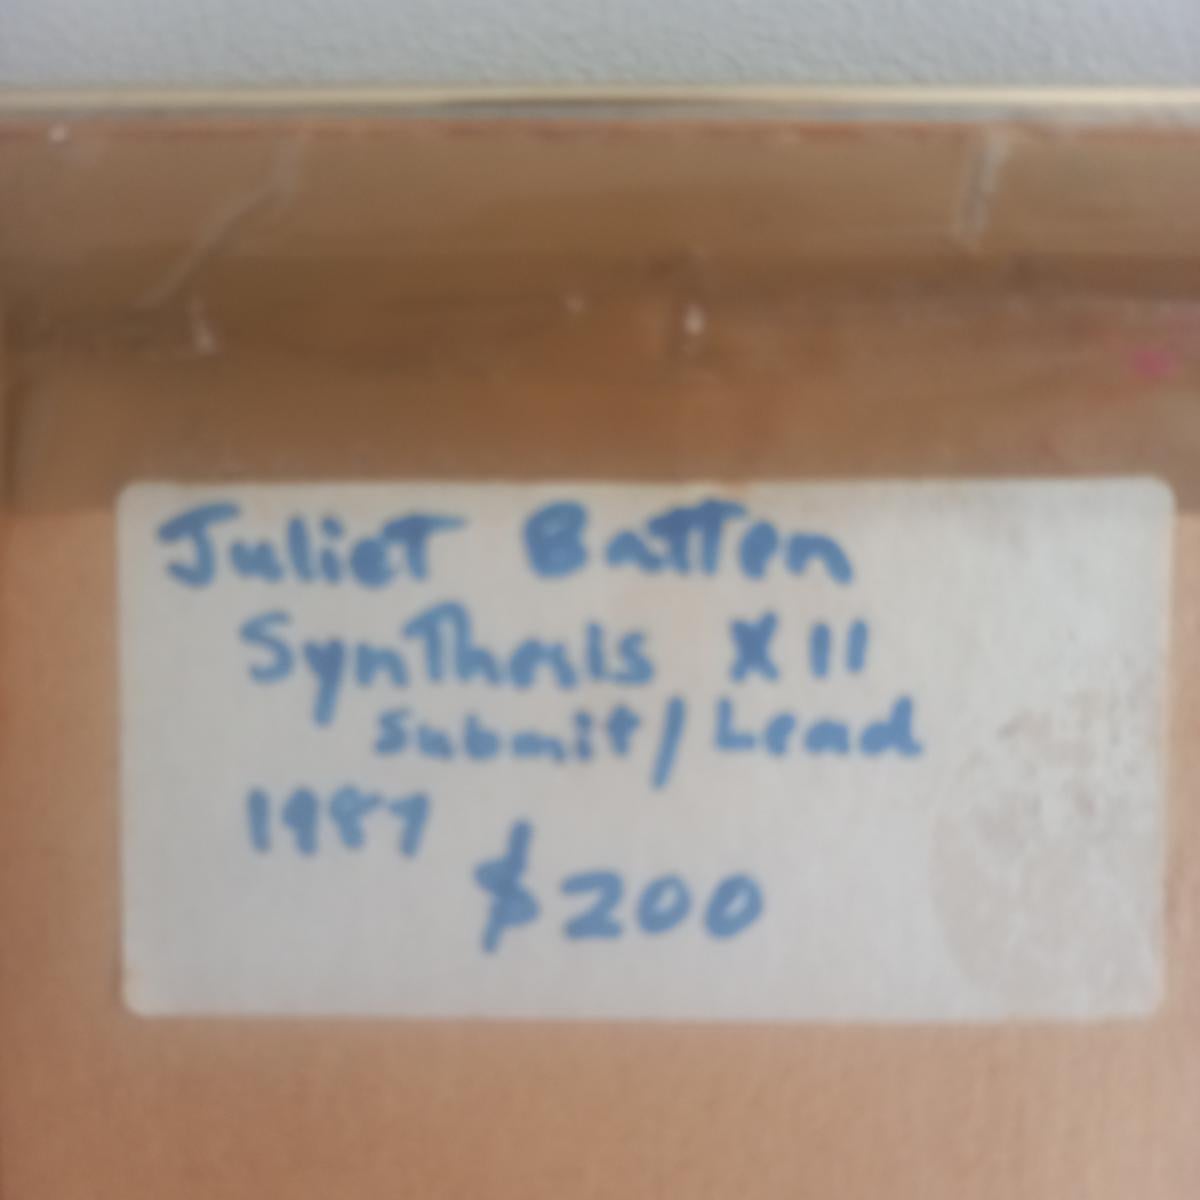 Juliet Batten
Synthesis XII
Submit/Lead
1987
$200